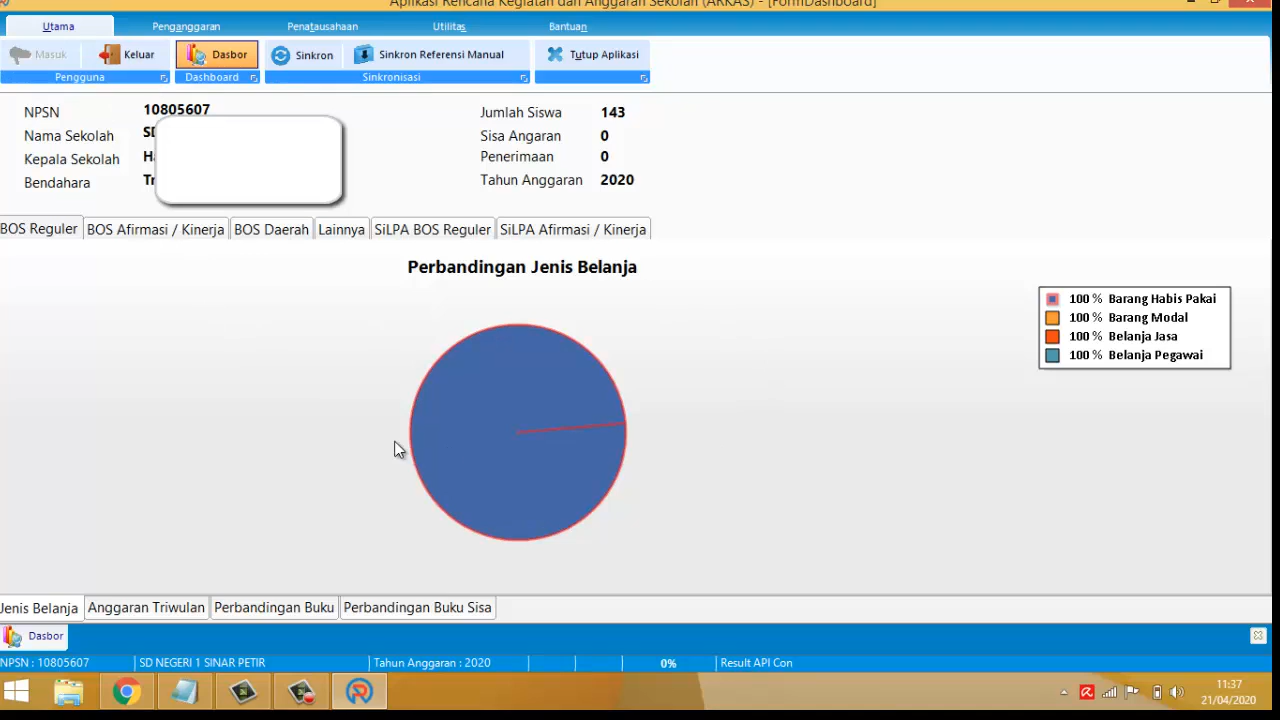 Aplikasi Rencana Kegiatan dan Anggaran Sekolah (ARKAS) - [FormDashboard]
Utama Penganggaran Penatausahaan Utilitas Bantuan
Masuk Keluar Dasbor Sinkron Sinkron Referensi Manual Tutup Aplikasi
Pengguna Dashboard Sinkronisasi
NPSN 10805607 Jumlah Siswa 143
Nama Sekolah SD Sisa Angaran 0
Kepala Sekolah Ha Penerimaan 0
Bendahara Tr Tahun Anggaran 2020
BOS Reguler BOS Afirmasi / Kinerja BOS Daerah Lainnya SiLPA BOS Reguler SiLPA Afirmasi / Kinerja
Perbandingan Jenis Belanja
100 % Barang Habis Pakai
100 % Barang Modal
100 % Belanja Jasa
100 % Belanja Pegawai
Jenis Belanja Anggaran Triwulan Perbandingan Buku Perbandingan Buku Sisa
Dasbor
NPSN : 10805607 SD NEGERI 1 SINAR PETIR Tahun Anggaran : 2020 0% Result API Con
11:37
21/04/2020